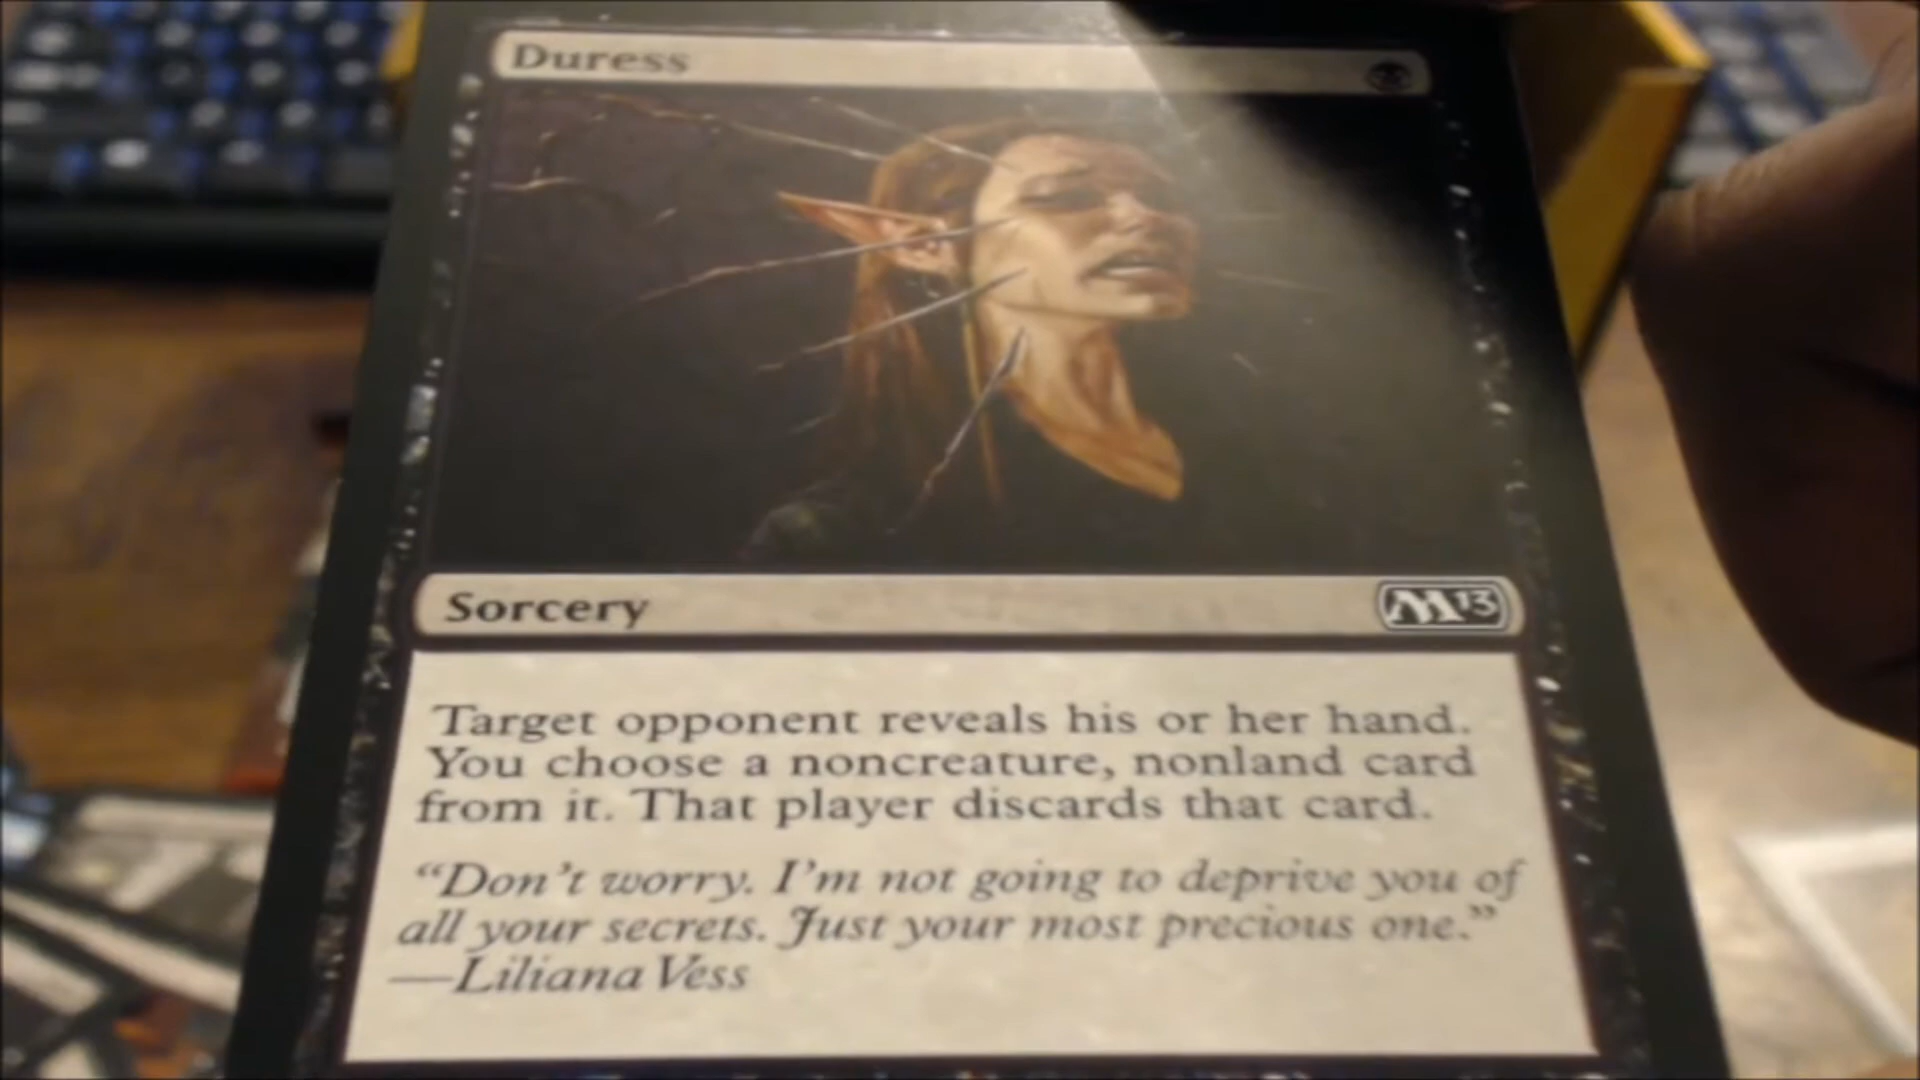 Duress
Sorcery
M13
Target opponent reveals his or her hand.
You choose a noncreature, nonland card
from it. That player discards that card.
“Don’t worry. I’m not going to deprive you of
all your secrets. Just your most precious one.”
—Liliana Vess